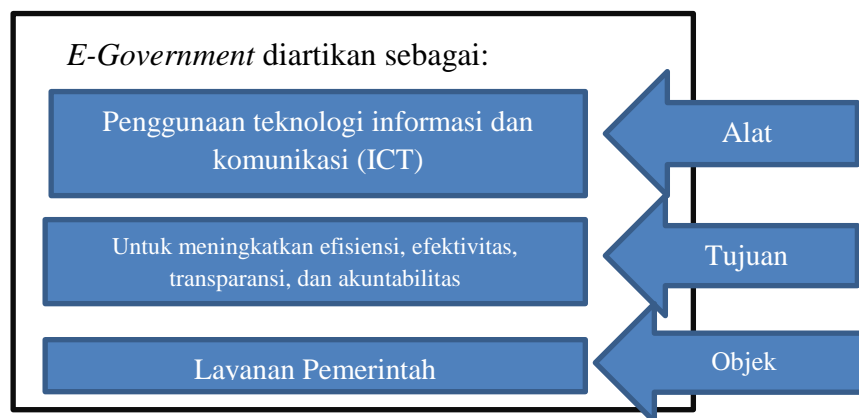 E-Government diartikan sebagai:
Penggunaan teknologi informasi dan
komunikasi (ICT)
Alat
Untuk meningkatkan efisiensi, efektivitas,
transparansi, dan akuntabilitas
Tujuan
Layanan Pemerintah
Objek